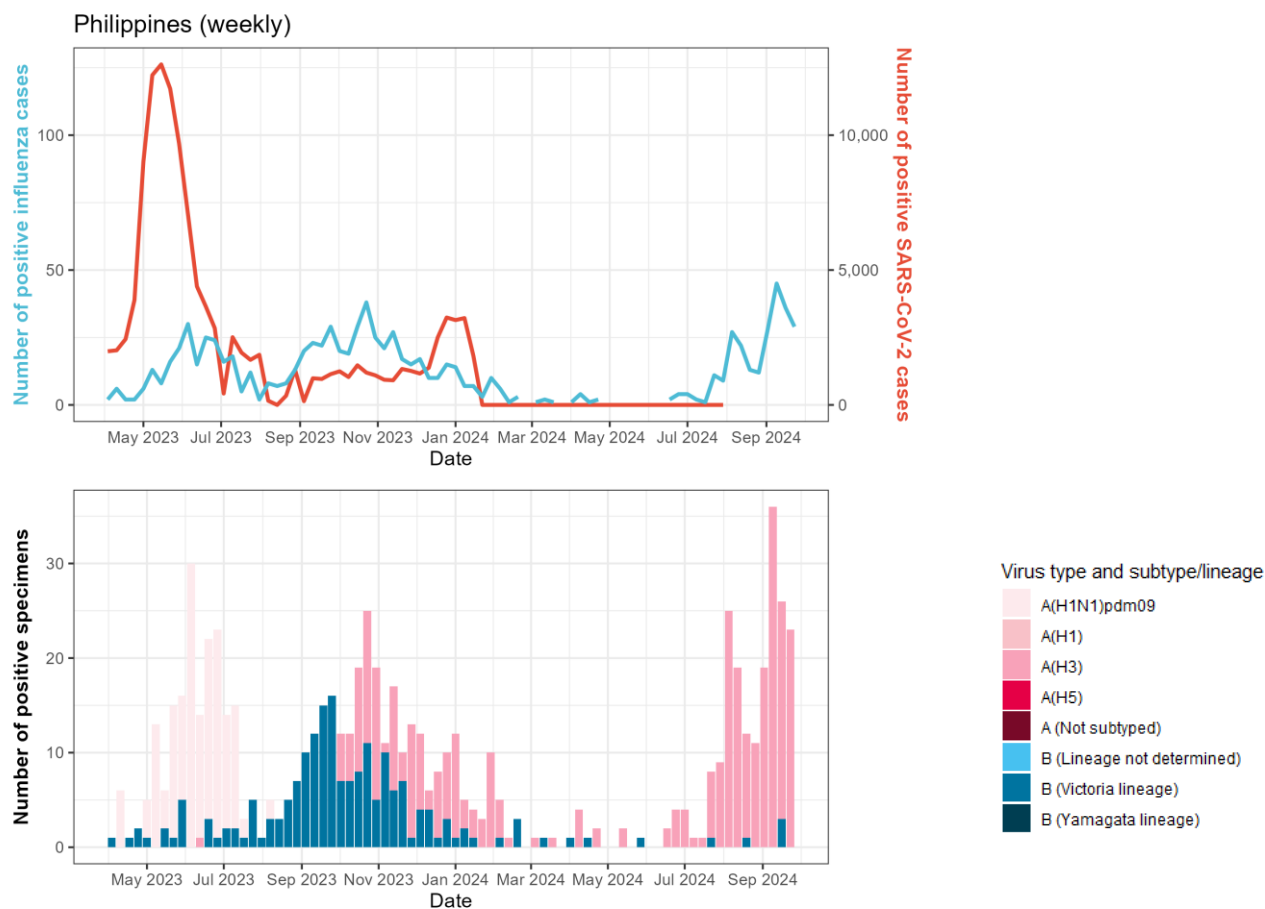 Philippines (weekly)
Number of positive influenza cases
100
50
0
10,000
5,000
0
Number of positive SARS-CoV-2 cases
May 2023 Jul 2023 Sep 2023 Nov 2023 Jan 2024 Mar 2024 May 2024 Jul 2024 Sep 2024
Date
Number of positive specimens
30
20
10
0
May 2023 Jul 2023 Sep 2023 Nov 2023 Jan 2024 Mar 2024 May 2024 Jul 2024 Sep 2024
Date
Virus type and subtype/lineage
A(H1N1)pdm09
A(H1)
A(H3)
A(H5)
A (Not subtyped)
B (Lineage not determined)
B (Victoria lineage)
B (Yamagata lineage)